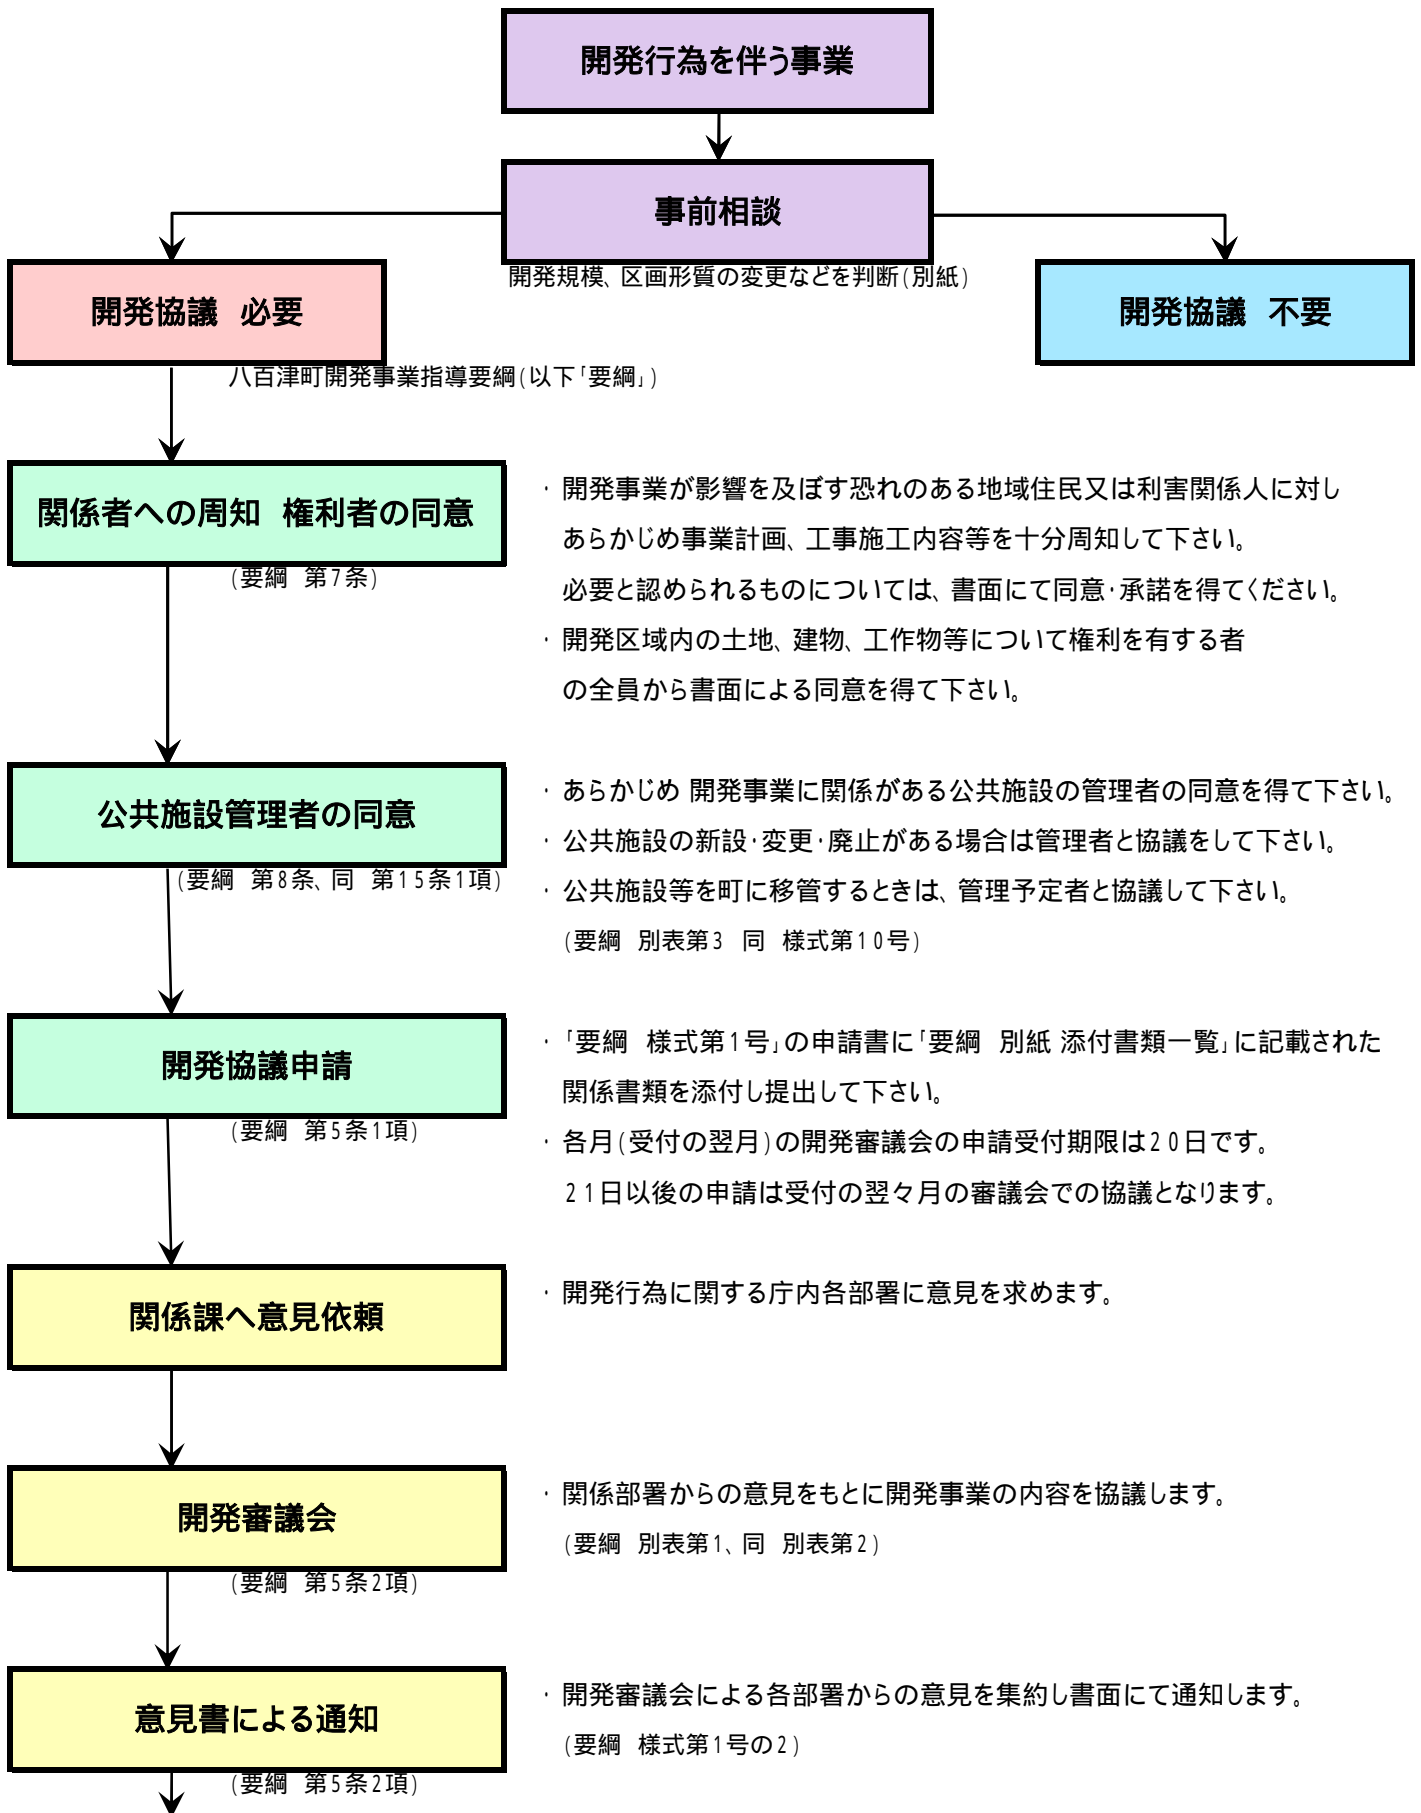 開発行為を伴う事業
事前相談
開発規模、区画形質の変更などを判断(別紙)
開発協議　必要
開発協議　不要
八百津町開発事業指導要綱(以下「要綱」)
関係者への周知　権利者の同意
(要綱　第7条)
・開発事業が影響を及ぼす恐れのある地域住民又は利害関係人に対し
あらかじめ事業計画、工事施工内容等を十分周知して下さい。
必要と認められるものについては、書面にて同意・承諾を得てください。
・開発区域内の土地、建物、工作物等について権利を有する者
の全員から書面による同意を得て下さい。
公共施設管理者の同意
(要綱　第8条、同　第15条1項)
・あらかじめ 開発事業に関係がある公共施設の管理者の同意を得て下さい。
・公共施設の新設・変更・廃止がある場合は管理者と協議をして下さい。
・公共施設等を町に移管するときは、管理予定者と協議して下さい。
(要綱　別表第3　同　様式第10号)
開発協議申請
(要綱　第5条1項)
・「要綱　様式第1号」の申請書に「要綱　別紙 添付書類一覧」に記載された
関係書類を添付し提出して下さい。
・各月(受付の翌月)の開発審議会の申請受付期限は20日です。
21日以後の申請は受付の翌々月の審議会での協議となります。
関係課へ意見依頼
・開発行為に関する庁内各部署に意見を求めます。
開発審議会
(要綱　第5条2項)
・関係部署からの意見をもとに開発事業の内容を協議します。
(要綱　別表第1、同　別表第2)
意見書による通知
(要綱　第5条2項)
・開発審議会による各部署からの意見を集約し書面にて通知します。
(要綱　様式第1号の2)